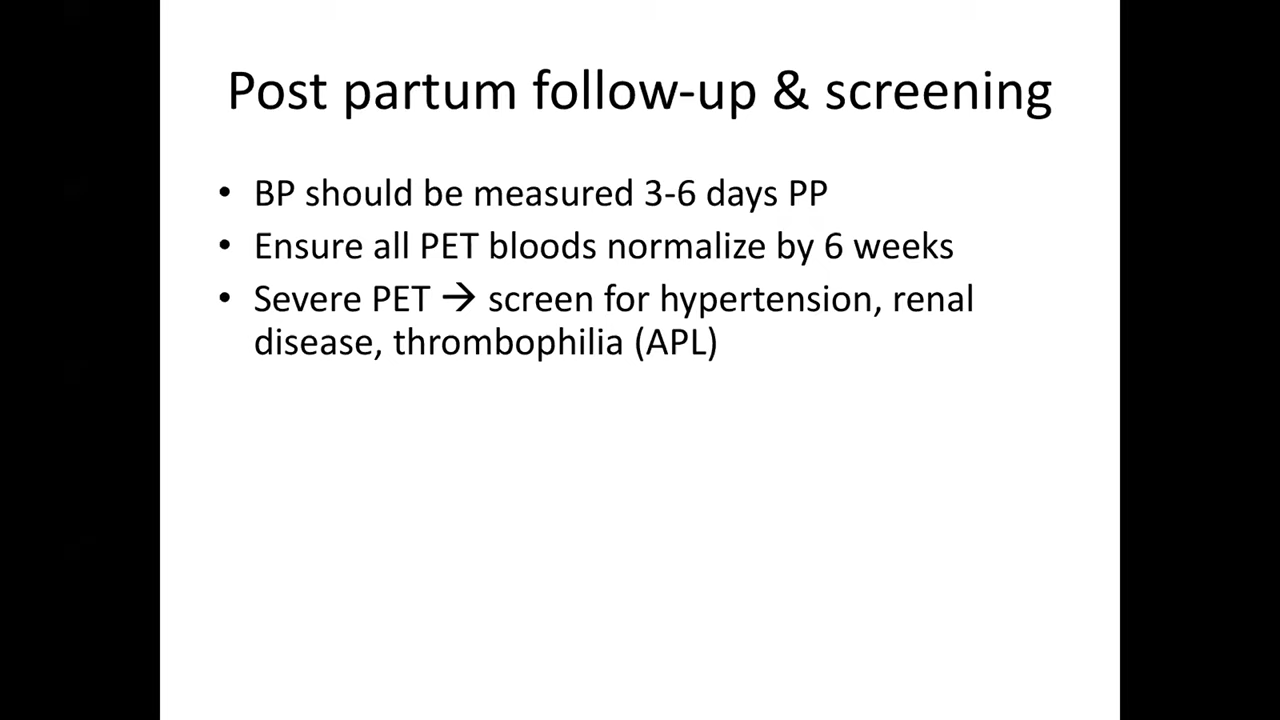 Post partum follow-up & screening
• BP should be measured 3-6 days PP
• Ensure all PET bloods normalize by 6 weeks
• Severe PET → screen for hypertension, renal
disease, thrombophilia (APL)